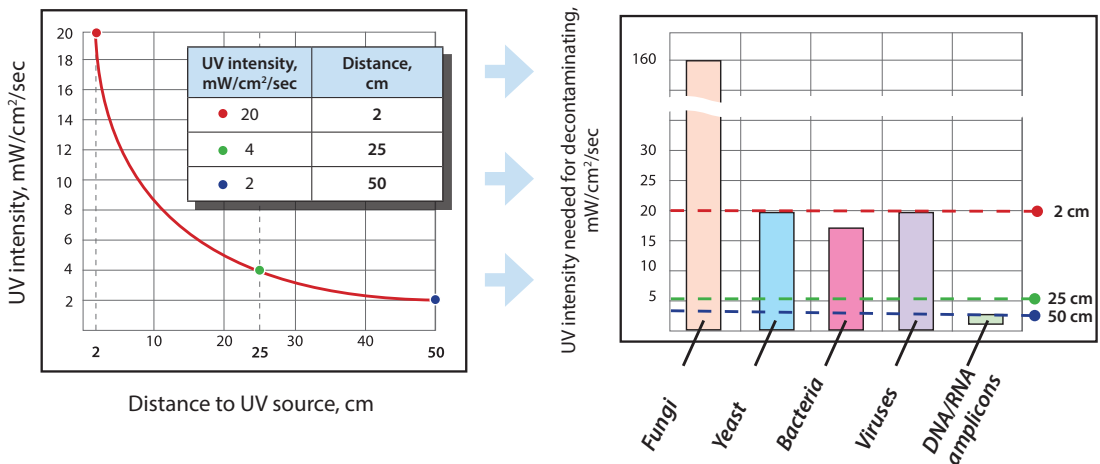 UV intensity, mW/cm²/sec
20
18
16
14
12
10
8
6
4
2
2
10
20
25
30
40
50
Distance to UV source, cm
UV intensity, mW/cm²/sec
Distance, cm
20
2
4
25
2
50
UV intensity needed for decontaminating,
mW/cm²/sec
160
30
25
20
15
10
5
2 cm
25 cm
50 cm
Fungi
Yeast
Bacteria
Viruses
DNA/RNA
amplicons